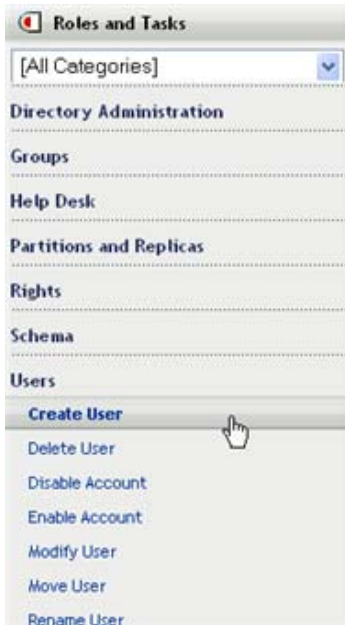 Roles and Tasks
[All Categories]
Directory Administration
Groups
Help Desk
Partitions and Replicas
Rights
Schema
Users
Create User
Delete User
Disable Account
Enable Account
Modify User
Move User
Rename User